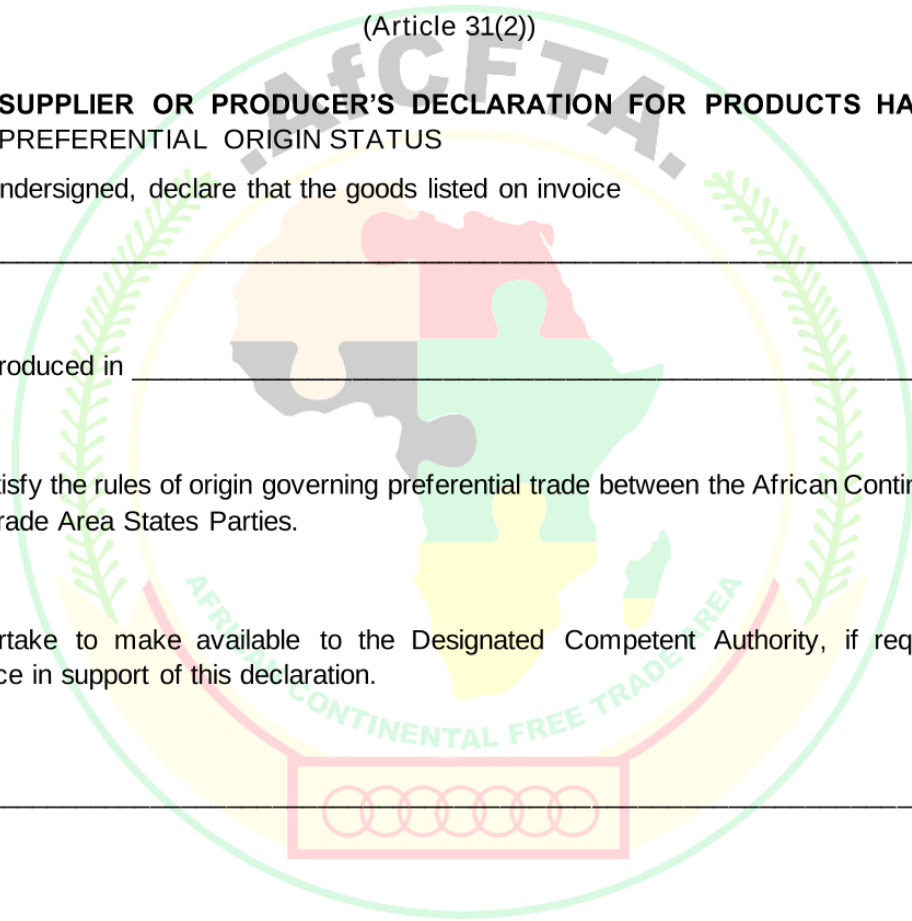 (Article 31(2))
.AfCFTA.
SUPPLIER OR PRODUCER’S DECLARATION FOR PRODUCTS HA
PREFERENTIAL ORIGIN STATUS
ndersigned, declare that the goods listed on invoice
roduced in
tisfy the rules of origin governing preferential trade between the African Contin
rade Area States Parties.
rtake to make available to the Designated Competent Authority, if req
ce in support of this declaration.
AFRICAN CONTINENTAL FREE TRADE AREA